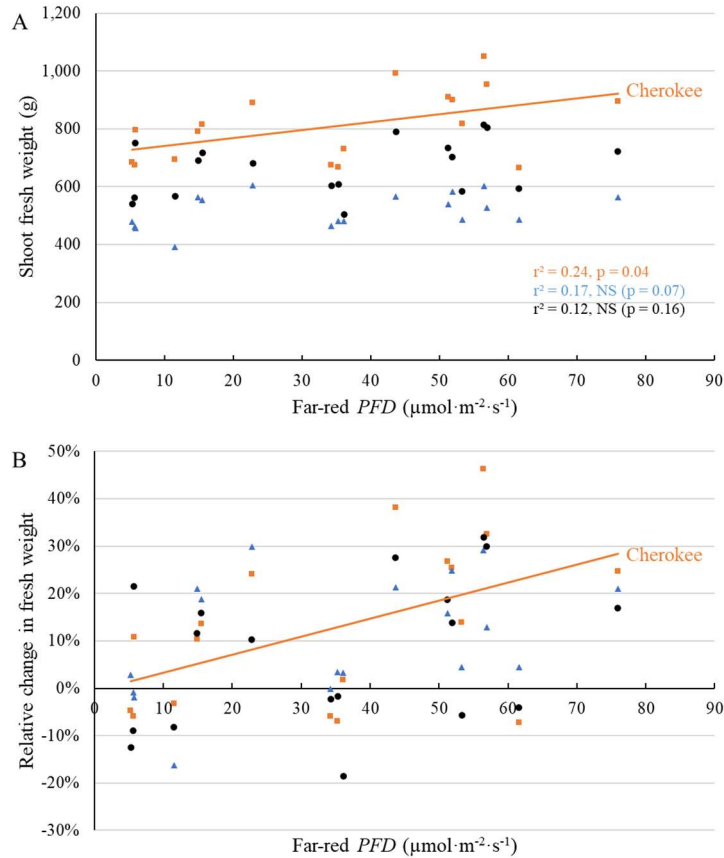 A
1,200
1,000
800
600
400
200
0
Shoot fresh weight (g)
Cherokee
r² = 0.24, p = 0.04
r² = 0.17, NS (p = 0.07)
r² = 0.12, NS (p = 0.16)
0 10 20 30 40 50 60 70 80 90
Far-red PFD (µmol·m⁻²·s⁻¹)
B
50%
40%
30%
20%
10%
0%
-10%
-20%
-30%
Relative change in fresh weight
Cherokee
0 10 20 30 40 50 60 70 80 90
Far-red PFD (µmol·m⁻²·s⁻¹)